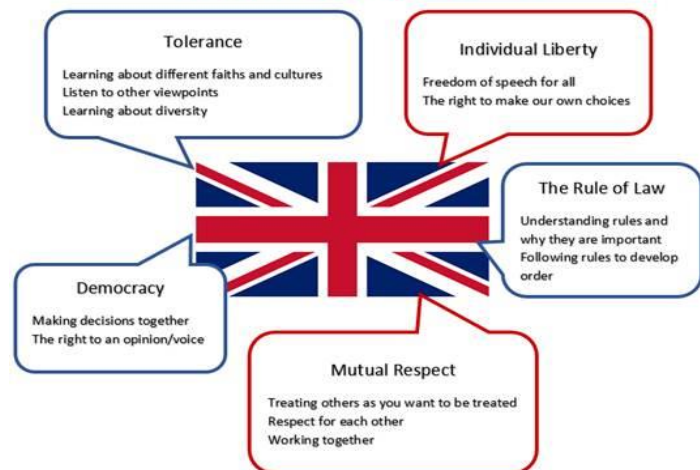 Tolerance
Learning about different faiths and cultures
Listen to other viewpoints
Learning about diversity
Individual Liberty
Freedom of speech for all
The right to make our own choices
The Rule of Law
Understanding rules and
why they are important
Following rules to develop
order
Democracy
Making decisions together
The right to an opinion/voice
Mutual Respect
Treating others as you want to be treated
Respect for each other
Working together